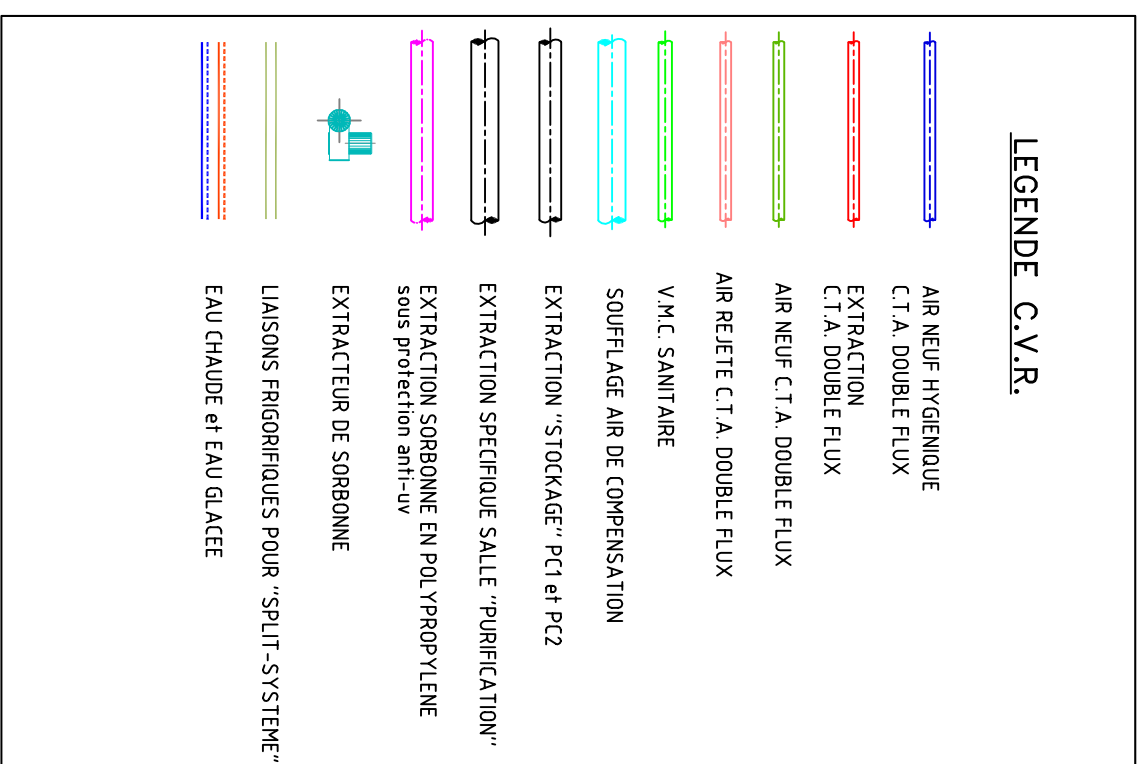 LEGENDE C.V.R.
AIR NEUF HYGIENIQUE
C.T.A. DOUBLE FLUX
EXTRACTION
C.T.A. DOUBLE FLUX
AIR NEUF C.T.A. DOUBLE FLUX
AIR REJETE C.T.A. DOUBLE FLUX
V.M.C. SANITAIRE
SOUFFLAGE AIR DE COMPENSATION
EXTRACTION "STOCKAGE" PC1 et PC2
EXTRACTION SPECIFIQUE SALLE "PURIFICATION"
EXTRACTION SORBONNE EN POLYPROPYLENE
sous protection anti-uv
EXTRACTEUR DE SORBONNE
LIAISONS FRIGORIFIQUES POUR "SPLIT-SYSTEME"
EAU CHAUDE et EAU GLACEE